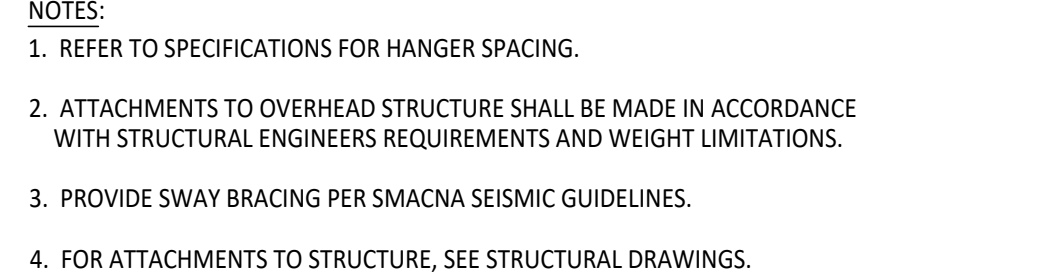 NOTES:
1. REFER TO SPECIFICATIONS FOR HANGER SPACING.
2. ATTACHMENTS TO OVERHEAD STRUCTURE SHALL BE MADE IN ACCORDANCE
WITH STRUCTURAL ENGINEERS REQUIREMENTS AND WEIGHT LIMITATIONS.
3. PROVIDE SWAY BRACING PER SMACNA SEISMIC GUIDELINES.
4. FOR ATTACHMENTS TO STRUCTURE, SEE STRUCTURAL DRAWINGS.